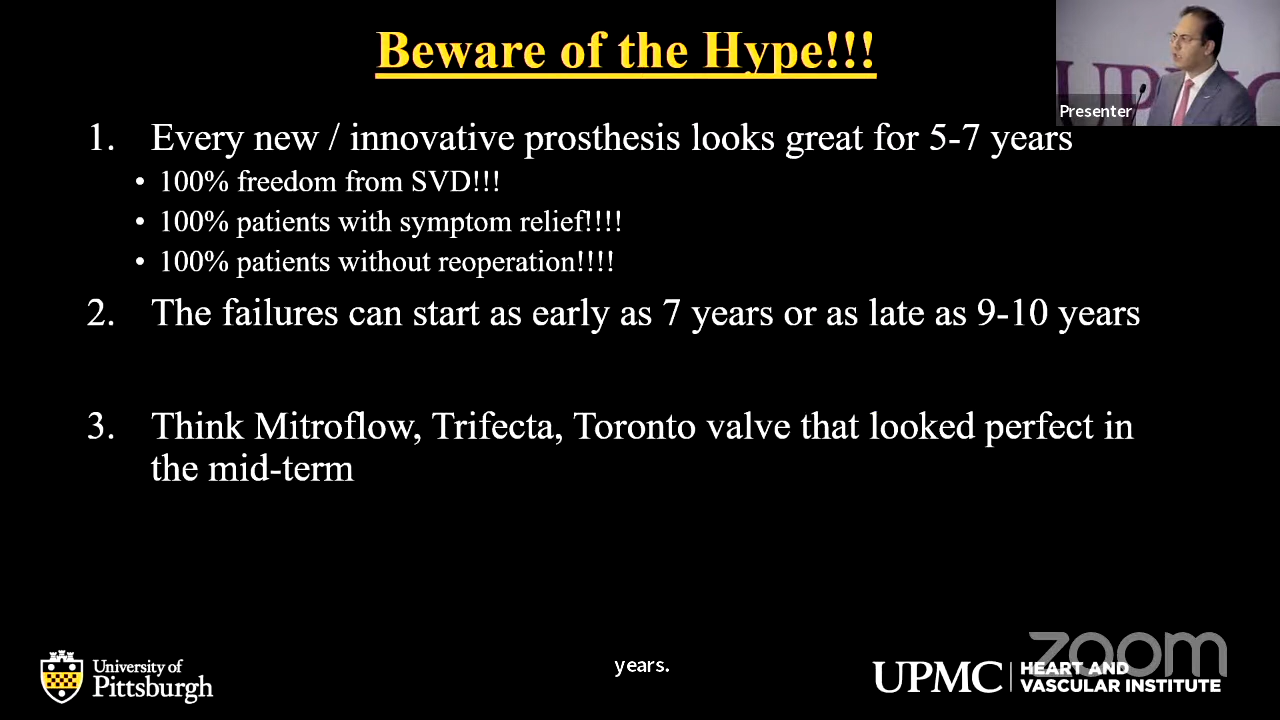 Beware of the Hype!!!
UPMC
Presenter
1. Every new / innovative prosthesis looks great for 5-7 years
• 100% freedom from SVD!!!
• 100% patients with symptom relief!!!!
• 100% patients without reoperation!!!!
2. The failures can start as early as 7 years or as late as 9-10 years
3. Think Mitroflow, Trifecta, Toronto valve that looked perfect in
the mid-term
University of
Pittsburgh
years.
UPMC
HEART AND
VASCULAR INSTITUTE
zoom